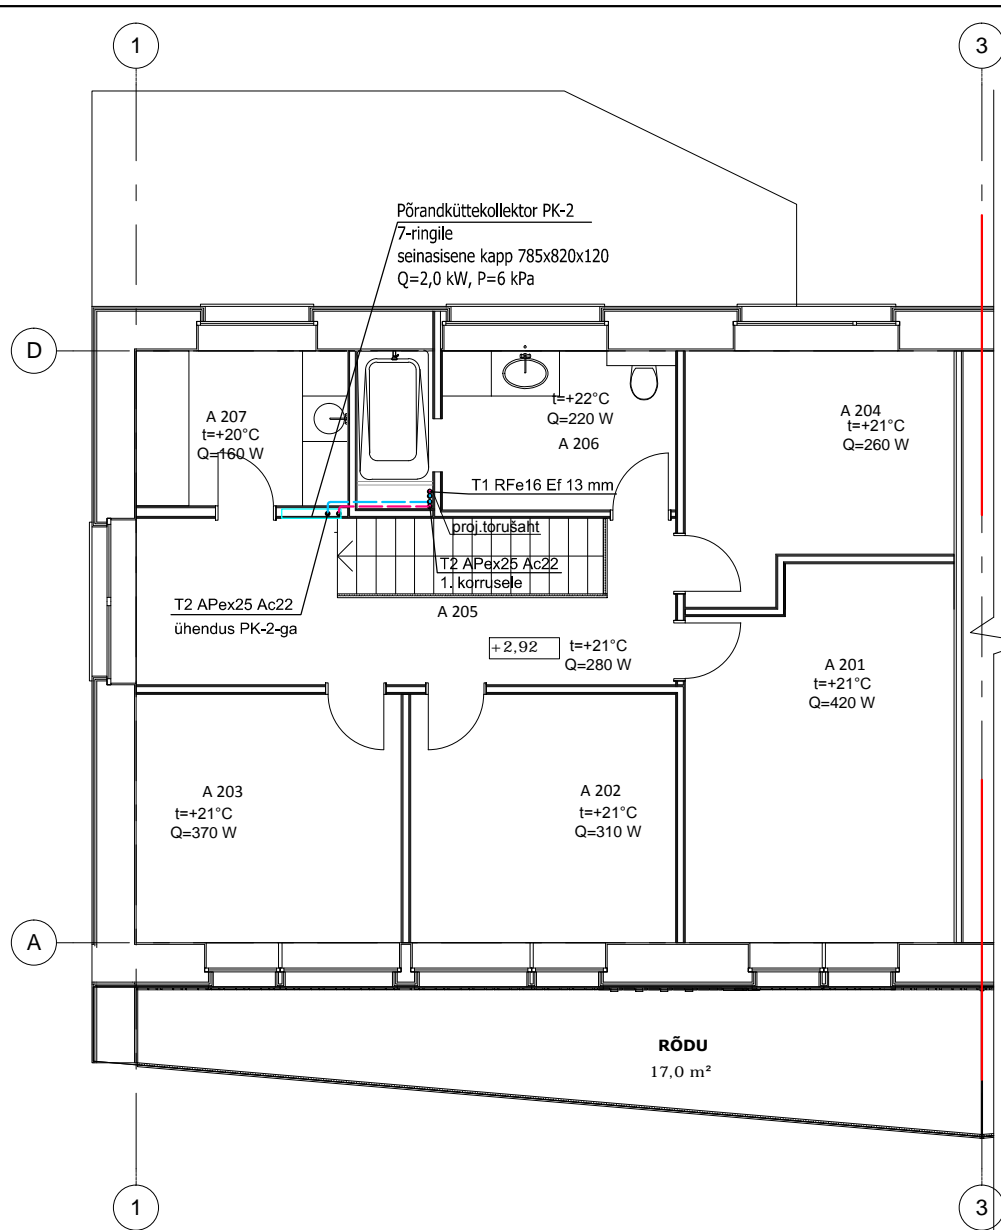 1
3
Põrandküttekollektor PK-2
7-ringile
seinasisene kapp 785x820x120
Q=2,0 kW, P=6 kPa
D
A 207
t=+20°C
Q=160 W
t=+22°C
Q=220 W
A 206
A 204
t=+21°C
Q=260 W
T1 RFe16 Ef 13 mm
proj.torušaht
T2 APex25 Ac22
1. korrusele
T2 APex25 Ac22
ühendus PK-2-ga
A 205
+2,92
t=+21°C
Q=280 W
A 201
t=+21°C
Q=420 W
A 203
t=+21°C
Q=370 W
A 202
t=+21°C
Q=310 W
A
RÕDU
17,0 m²
1
3